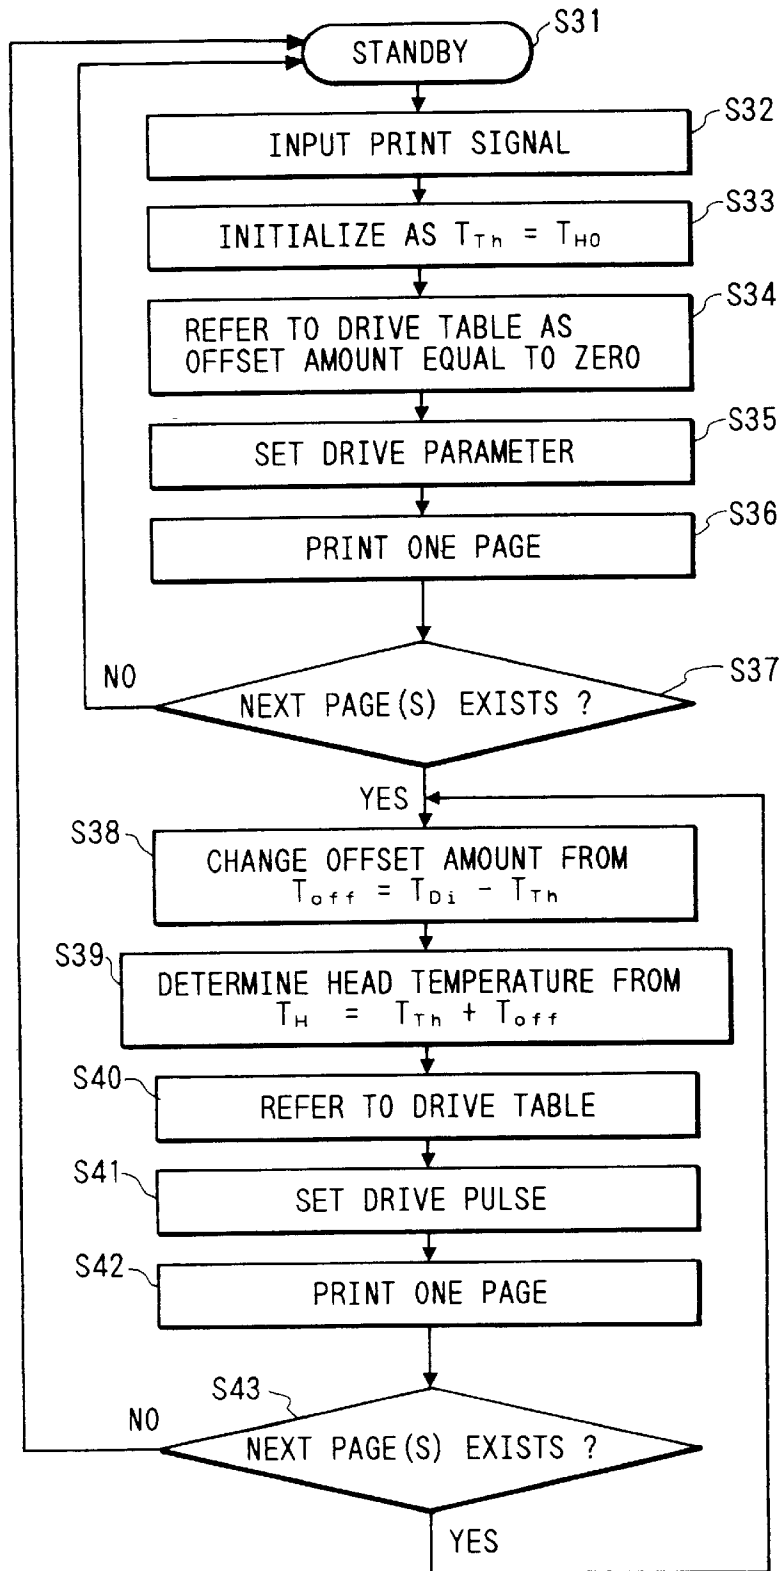 S31
STANDBY
S32
INPUT PRINT SIGNAL
S33
INITIALIZE AS TTh = TH0
S34
REFER TO DRIVE TABLE AS
OFFSET AMOUNT EQUAL TO ZERO
S35
SET DRIVE PARAMETER
S36
PRINT ONE PAGE
S37
NO
NEXT PAGE(S) EXISTS ?
YES
S38
CHANGE OFFSET AMOUNT FROM
Toff = TDi - TTh
S39
DETERMINE HEAD TEMPERATURE FROM
TH = TTh + Toff
S40
REFER TO DRIVE TABLE
S41
SET DRIVE PULSE
S42
PRINT ONE PAGE
S43
NO
NEXT PAGE(S) EXISTS ?
YES